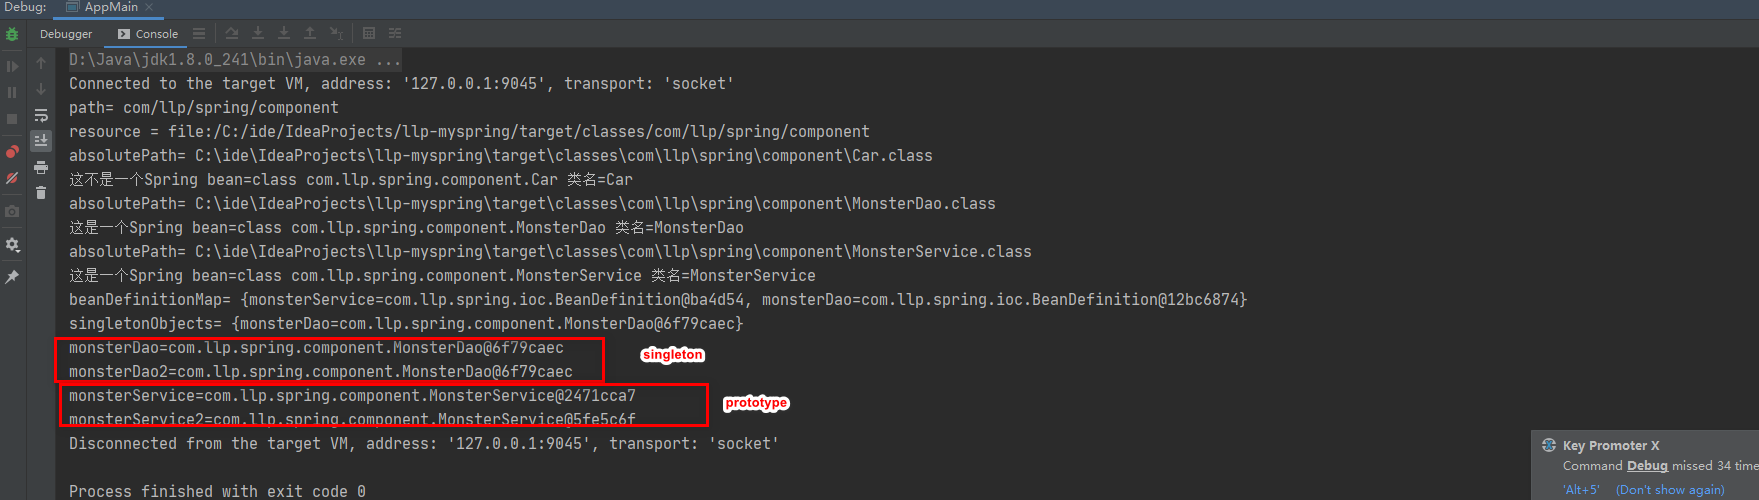 Debug: AppMain
Debugger Console
D:\Java\jdk1.8.0_241\bin\java.exe ...
Connected to the target VM, address: '127.0.0.1:9045', transport: 'socket'
path= com/llp/spring/component
resource = file:/C:/ide/IdeaProjects/llp-myspring/target/classes/com/llp/spring/component
absolutePath= C:\ide\IdeaProjects\llp-myspring\target\classes\com\llp\spring\component\Car.class
这不是一个Spring bean=class com.llp.spring.component.Car 类名=Car
absolutePath= C:\ide\IdeaProjects\llp-myspring\target\classes\com\llp\spring\component\MonsterDao.class
这是一个Spring bean=class com.llp.spring.component.MonsterDao 类名=MonsterDao
absolutePath= C:\ide\IdeaProjects\llp-myspring\target\classes\com\llp\spring\component\MonsterService.class
这是一个Spring bean=class com.llp.spring.component.MonsterService 类名=MonsterService
beanDefinitionMap= {monsterService=com.llp.spring.ioc.BeanDefinition@ba4d54, monsterDao=com.llp.spring.ioc.BeanDefinition@12bc6874}
singletonObjects= {monsterDao=com.llp.spring.component.MonsterDao@6f79caec}
monsterDao=com.llp.spring.component.MonsterDao@6f79caec
singleton
monsterDao2=com.llp.spring.component.MonsterDao@6f79caec
monsterService=com.llp.spring.component.MonsterService@2471cca7
prototype
monsterService2=com.llp.spring.component.MonsterService@5fe5c6f
Disconnected from the target VM, address: '127.0.0.1:9045', transport: 'socket'
Process finished with exit code 0
Key Promoter X
Command Debug missed 34 time
'Alt+5' (Don't show again)